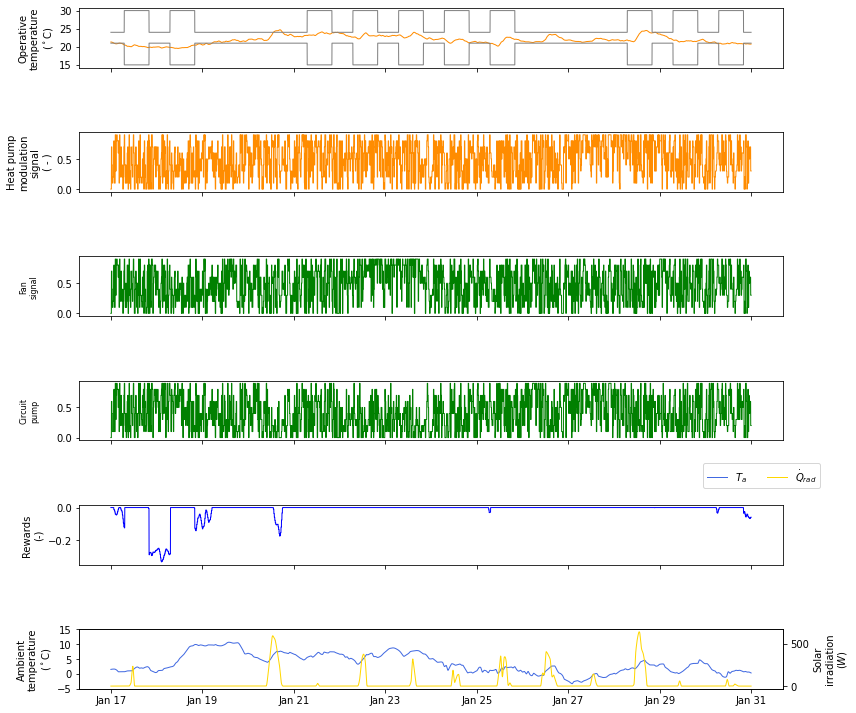 Operative
temperature
(°C)
30
25
20
15
Heat pump
modulation
signal
( - )
0.5
0.0
Fan
signal
0.5
0.0
Circuit
pump
0.5
0.0
T_a
Q̇_rad
Rewards
(-)
0.0
−0.2
Ambient
temperature
(°C)
15
10
5
0
−5
500
0
Solar
irradiation
(W)
Jan 17 Jan 19 Jan 21 Jan 23 Jan 25 Jan 27 Jan 29 Jan 31